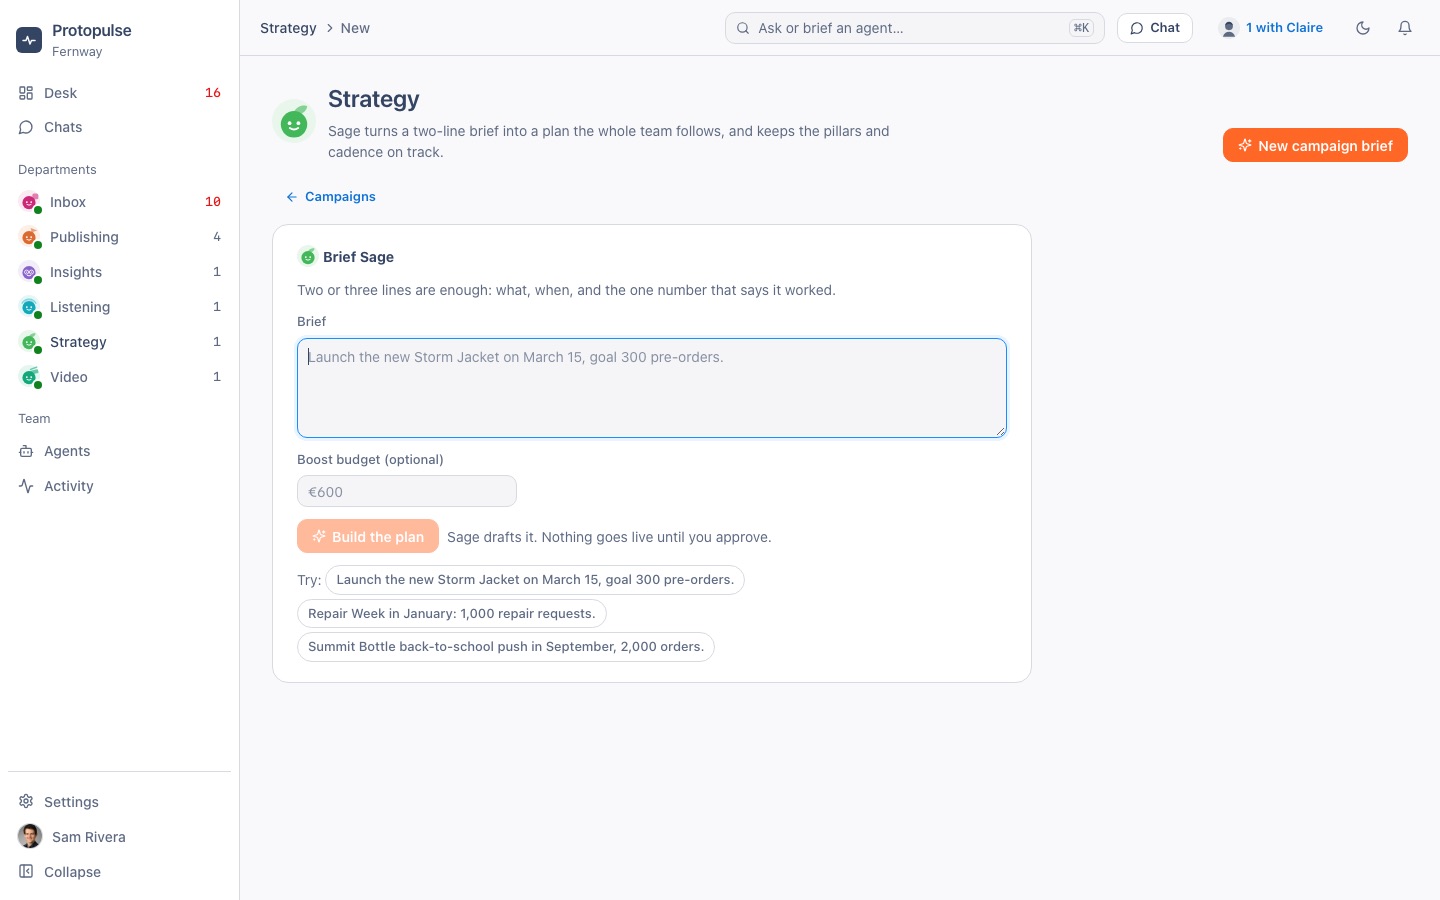 Protopulse
Fernway
Desk 16
Chats
Departments
Inbox 10
Publishing 4
Insights 1
Listening 1
Strategy 1
Video 1
Team
Agents
Activity
Settings
Sam Rivera
Collapse
Strategy > New
Ask or brief an agent... ⌘K
Chat
1 with Claire
Strategy
Sage turns a two-line brief into a plan the whole team follows, and keeps the pillars and
cadence on track.
New campaign brief
← Campaigns
Brief Sage
Two or three lines are enough: what, when, and the one number that says it worked.
Brief
Launch the new Storm Jacket on March 15, goal 300 pre-orders.
Boost budget (optional)
€600
Build the plan
Sage drafts it. Nothing goes live until you approve.
Try: Launch the new Storm Jacket on March 15, goal 300 pre-orders.
Repair Week in January: 1,000 repair requests.
Summit Bottle back-to-school push in September, 2,000 orders.